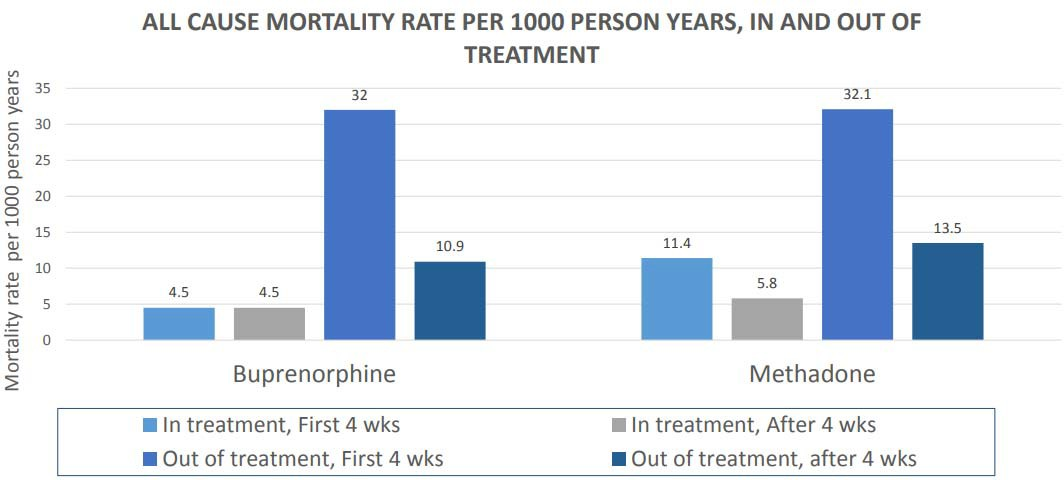 ALL CAUSE MORTALITY RATE PER 1000 PERSON YEARS, IN AND OUT OF
TREATMENT
Mortality rate per 1000 person years
35
30
25
20
15
10
5
0
4.5
4.5
32
10.9
11.4
5.8
32.1
13.5
Buprenorphine
Methadone
In treatment, First 4 wks
In treatment, After 4 wks
Out of treatment, First 4 wks
Out of treatment, after 4 wks